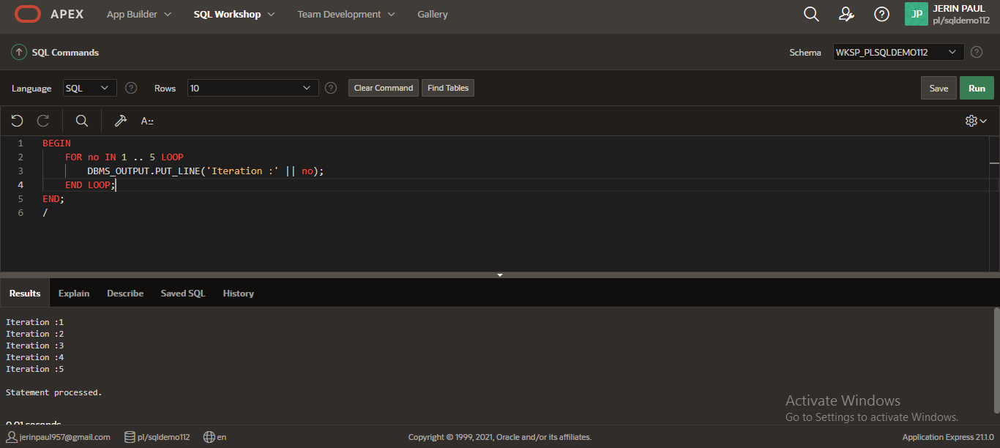 APEX App Builder SQL Workshop Team Development Gallery JP JERIN PAUL
pl/sqldemo112
SQL Commands Schema WKSP_PLSQLDEMO112
Language SQL Rows 10 Clear Command Find Tables Save Run
A::
1 BEGIN
2 FOR no IN 1 .. 5 LOOP
3 DBMS_OUTPUT.PUT_LINE('Iteration :' || no);
4 END LOOP;
5 END;
6 /
Results Explain Describe Saved SQL History
Iteration :1
Iteration :2
Iteration :3
Iteration :4
Iteration :5
Statement processed.
0.01 seconds
Activate Windows
Go to Settings to activate Windows.
jerinpaul957@gmail.com pl/sqldemo112 en Copyright © 1999, 2021, Oracle and/or its affiliates. Application Express 21.1.0